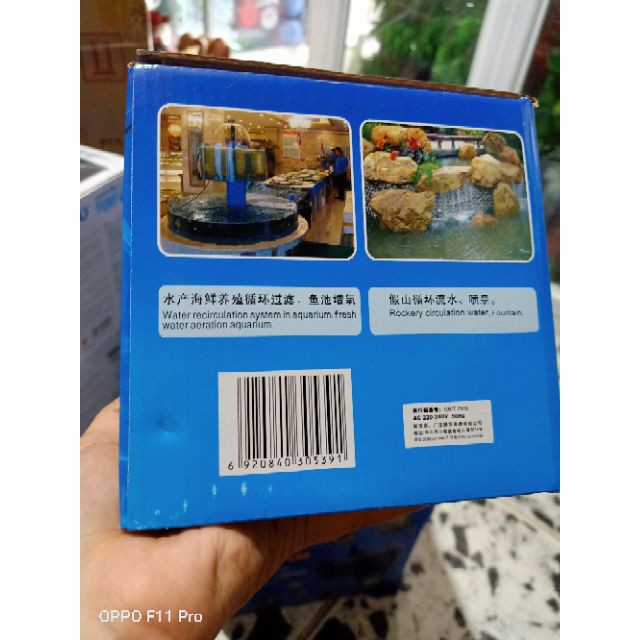 水产海鲜养殖循环过滤、鱼池增氧
Water recirculation system in aquarium, fresh
water aeration aquarium.
假山循环流水、喷景。
Rockery circulation water, Fountain.
6 920840 305391
AC 220-240V 50Hz
OPPO F11 Pro